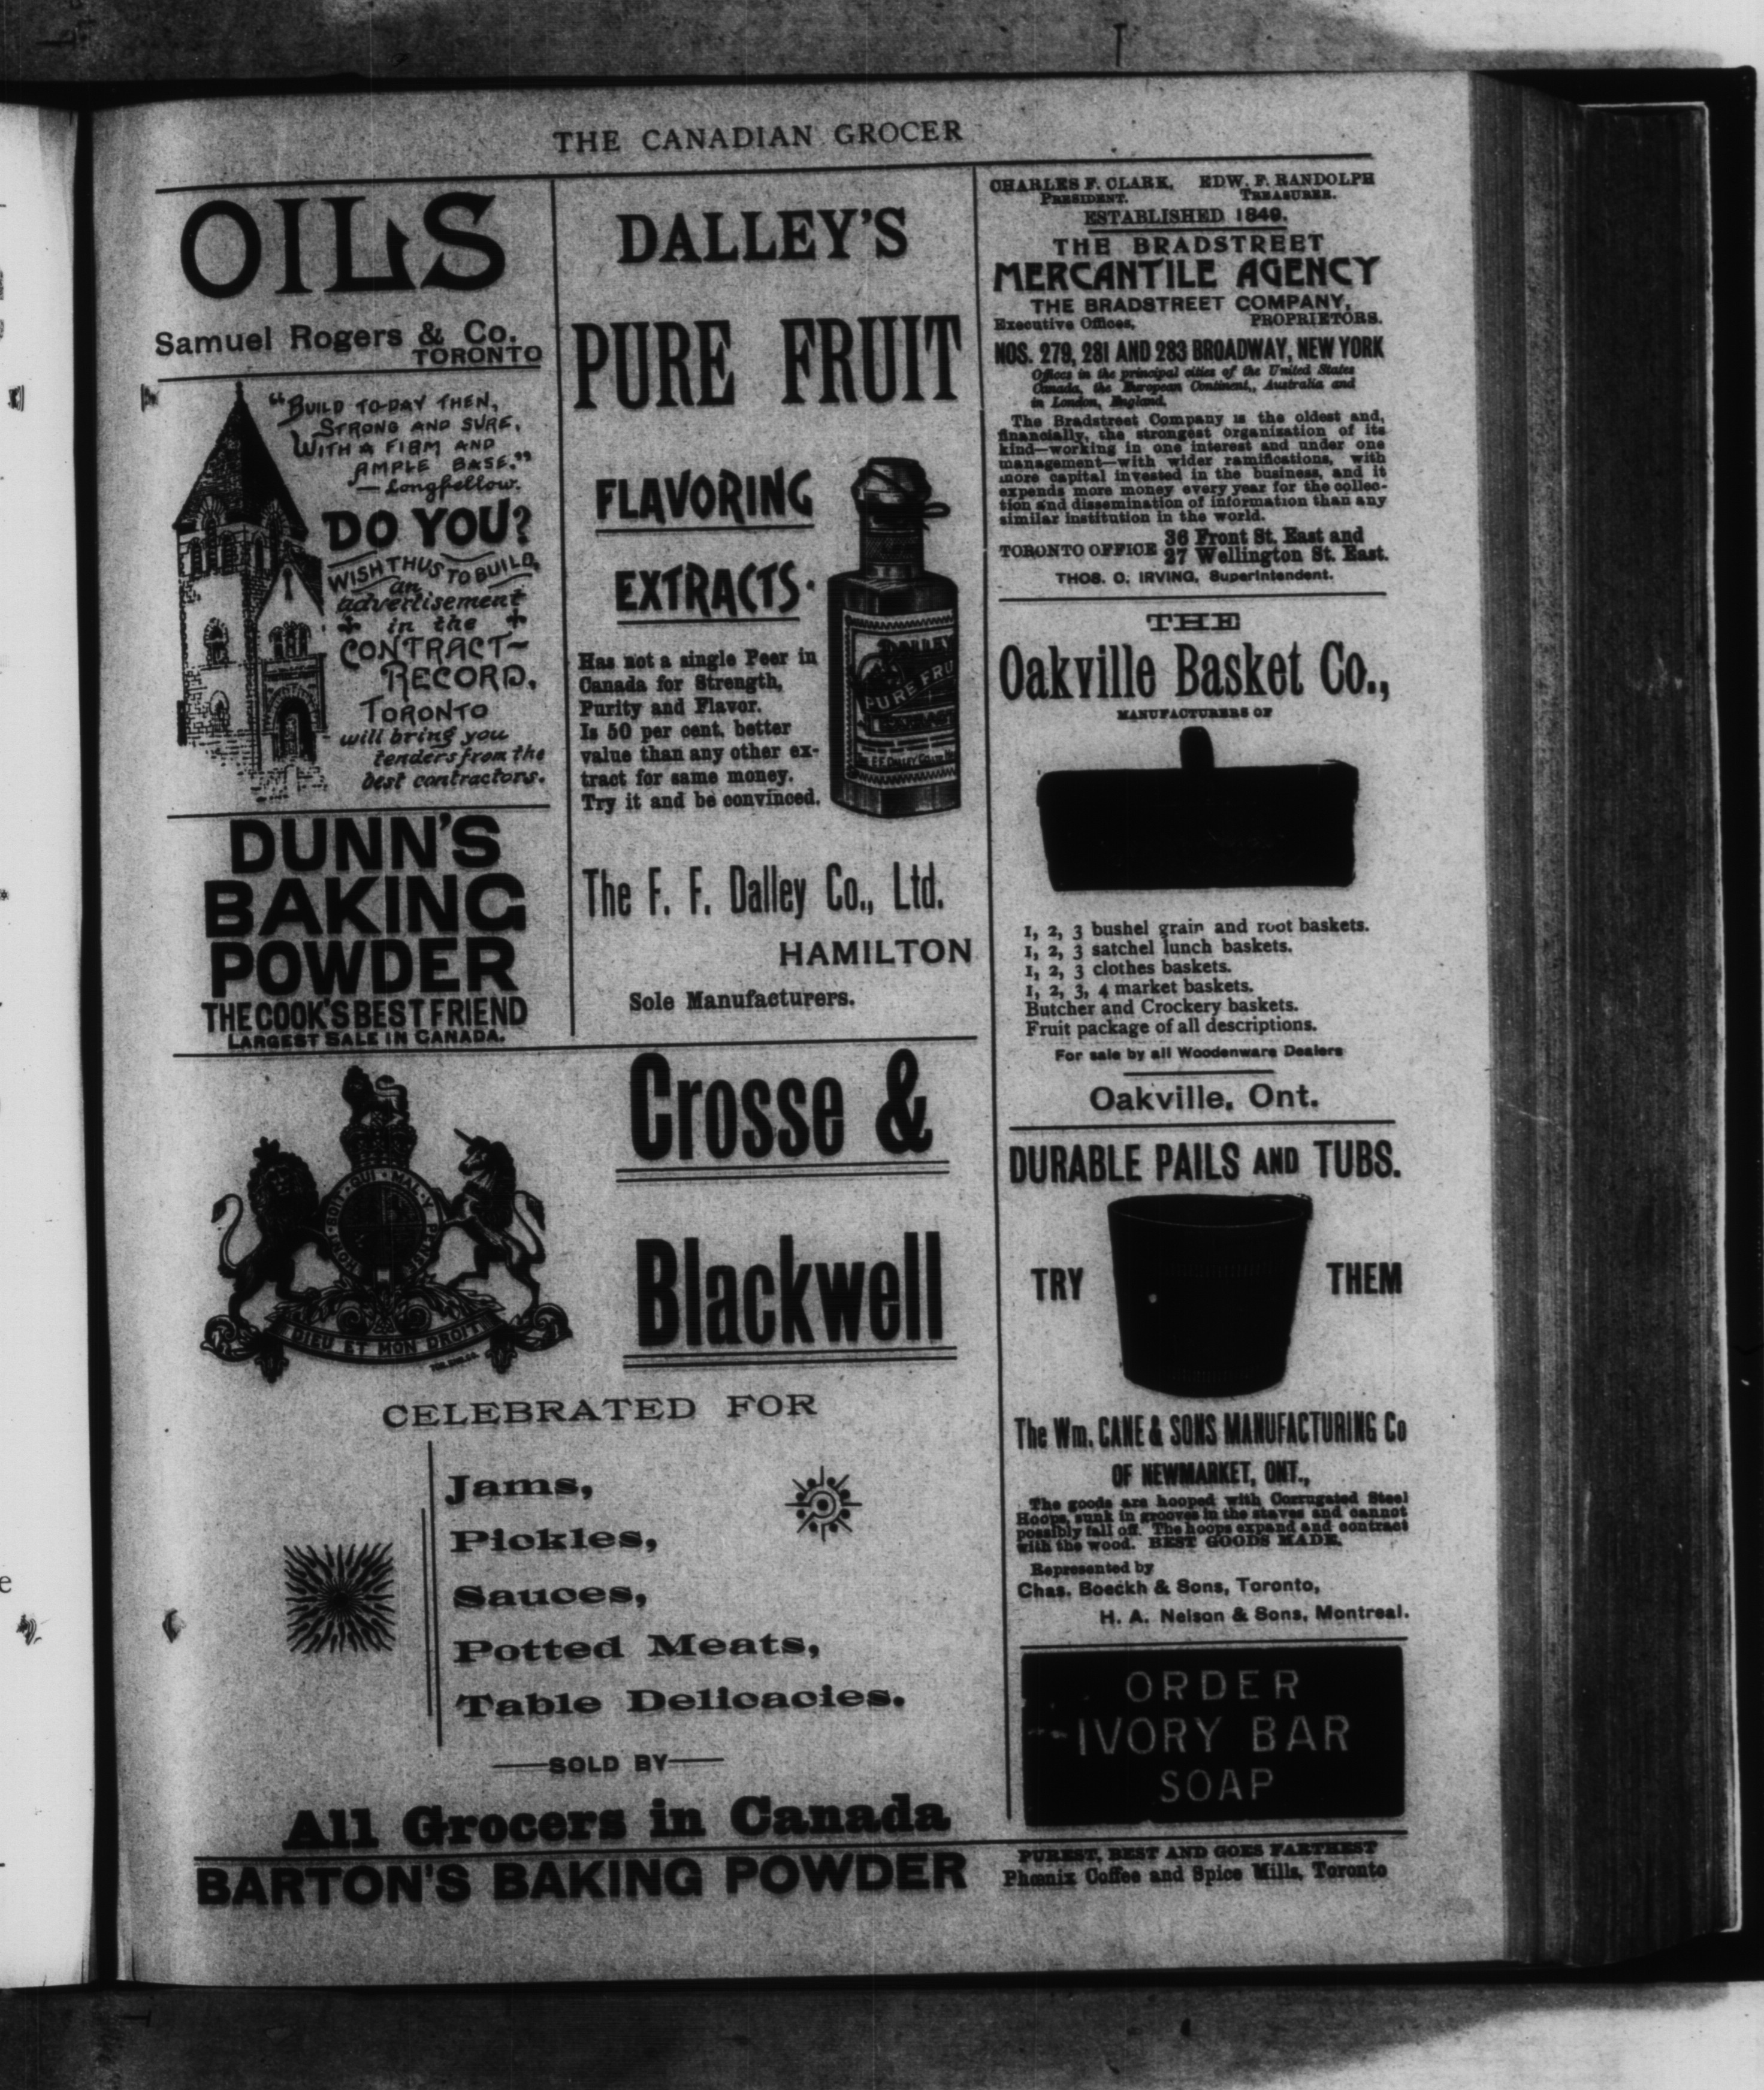 THE CANADIAN GROCER
OILS
Samuel Rogers & Co.
TORONTO
"BUILD TO-DAY THEN,
STRONG AND SURE,
WITH A FIRM AND
AMPLE BASE."
—Longfellow.
DO YOU?
WISH THUS TO BUILD,
an
advertisement
in the
CONTRACT-
RECORD,
TORONTO
will bring you
tenders from the
best contractors.
DUNN'S
BAKING
POWDER
THE COOK'S BEST FRIEND
LARGEST SALE IN CANADA.
DALLEY'S
PURE FRUIT
FLAVORING
EXTRACTS.
Has not a single Peer in
Canada for Strength,
Purity and Flavor.
Is 50 per cent. better
value than any other ex-
tract for same money.
Try it and be convinced.
DALLEY
PURE FRU
The F. F. Dalley Co., Ltd.
HAMILTON
Sole Manufacturers.
HONI SOIT QUI MAL Y PENSE
DIEU ET MON DROIT
Crosse &
Blackwell
CELEBRATED FOR
Jams,
Pickles,
Sauces,
Potted Meats,
Table Delicacies.
SOLD BY
All Grocers in Canada
CHARLES F. CLARK, EDW. F. RANDOLPH
PRESIDENT. TREASURER.
ESTABLISHED 1849.
THE BRADSTREET
MERCANTILE AGENCY
THE BRADSTREET COMPANY,
Executive Offices, PROPRIETORS.
NOS. 279, 281 AND 283 BROADWAY, NEW YORK
Offices in the principal cities of the United States
Canada, the European Continent,, Australia and
in London, England.
The Bradstreet Company is the oldest and,
financially, the strongest organization of its
kind—working in one interest and under one
management—with wider ramifications, with
more capital invested in the business, and it
expends more money every year for the collec-
tion and dissemination of information than any
similar institution in the world.
TORONTO OFFICE 36 Front St. East and
27 Wellington St. East.
THOS. O. IRVING, Superintendent.
THE
Oakville Basket Co.,
MANUFACTURERS OF
1, 2, 3 bushel grain and root baskets.
1, 2, 3 satchel lunch baskets.
1, 2, 3 clothes baskets.
1, 2, 3, 4 market baskets.
Butcher and Crockery baskets.
Fruit package of all descriptions.
For sale by all Woodenware Dealers
Oakville, Ont.
DURABLE PAILS AND TUBS.
TRY THEM
The Wm. CANE & SONS MANUFACTURING Co
OF NEWMARKET, ONT.,
The goods are hooped with Corrugated Steel
Hoops, sunk in grooves in the staves and cannot
possibly fall off. The hoops expand and contract
with the wood. BEST GOODS MADE.
Represented by
Chas. Boeckh & Sons, Toronto,
H. A. Nelson & Sons, Montreal.
ORDER
IVORY BAR
SOAP
BARTON'S BAKING POWDER
PUREST, BEST AND GOES FARTHEST
Phœnix Coffee and Spice Mills, Toronto